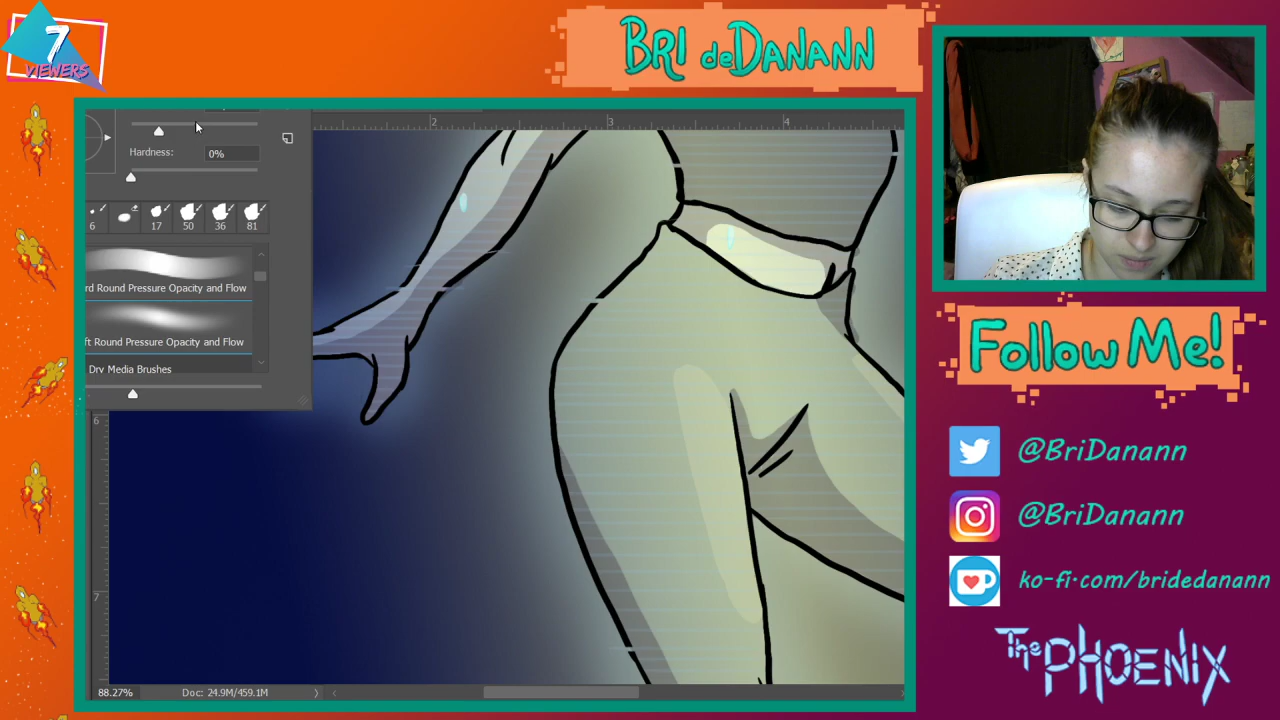 7
VIEWERS
BRI deDANANN
Hardness:
0%
6 17 50 36 81
rd Round Pressure Opacity and Flow
ft Round Pressure Opacity and Flow
Dry Media Brushes
2 3 4
6
7
88.27%
Doc: 24.9M/459.1M
Follow Me!
@BriDanann
@BriDanann
ko-fi.com/bridedanann
The PHOENIX